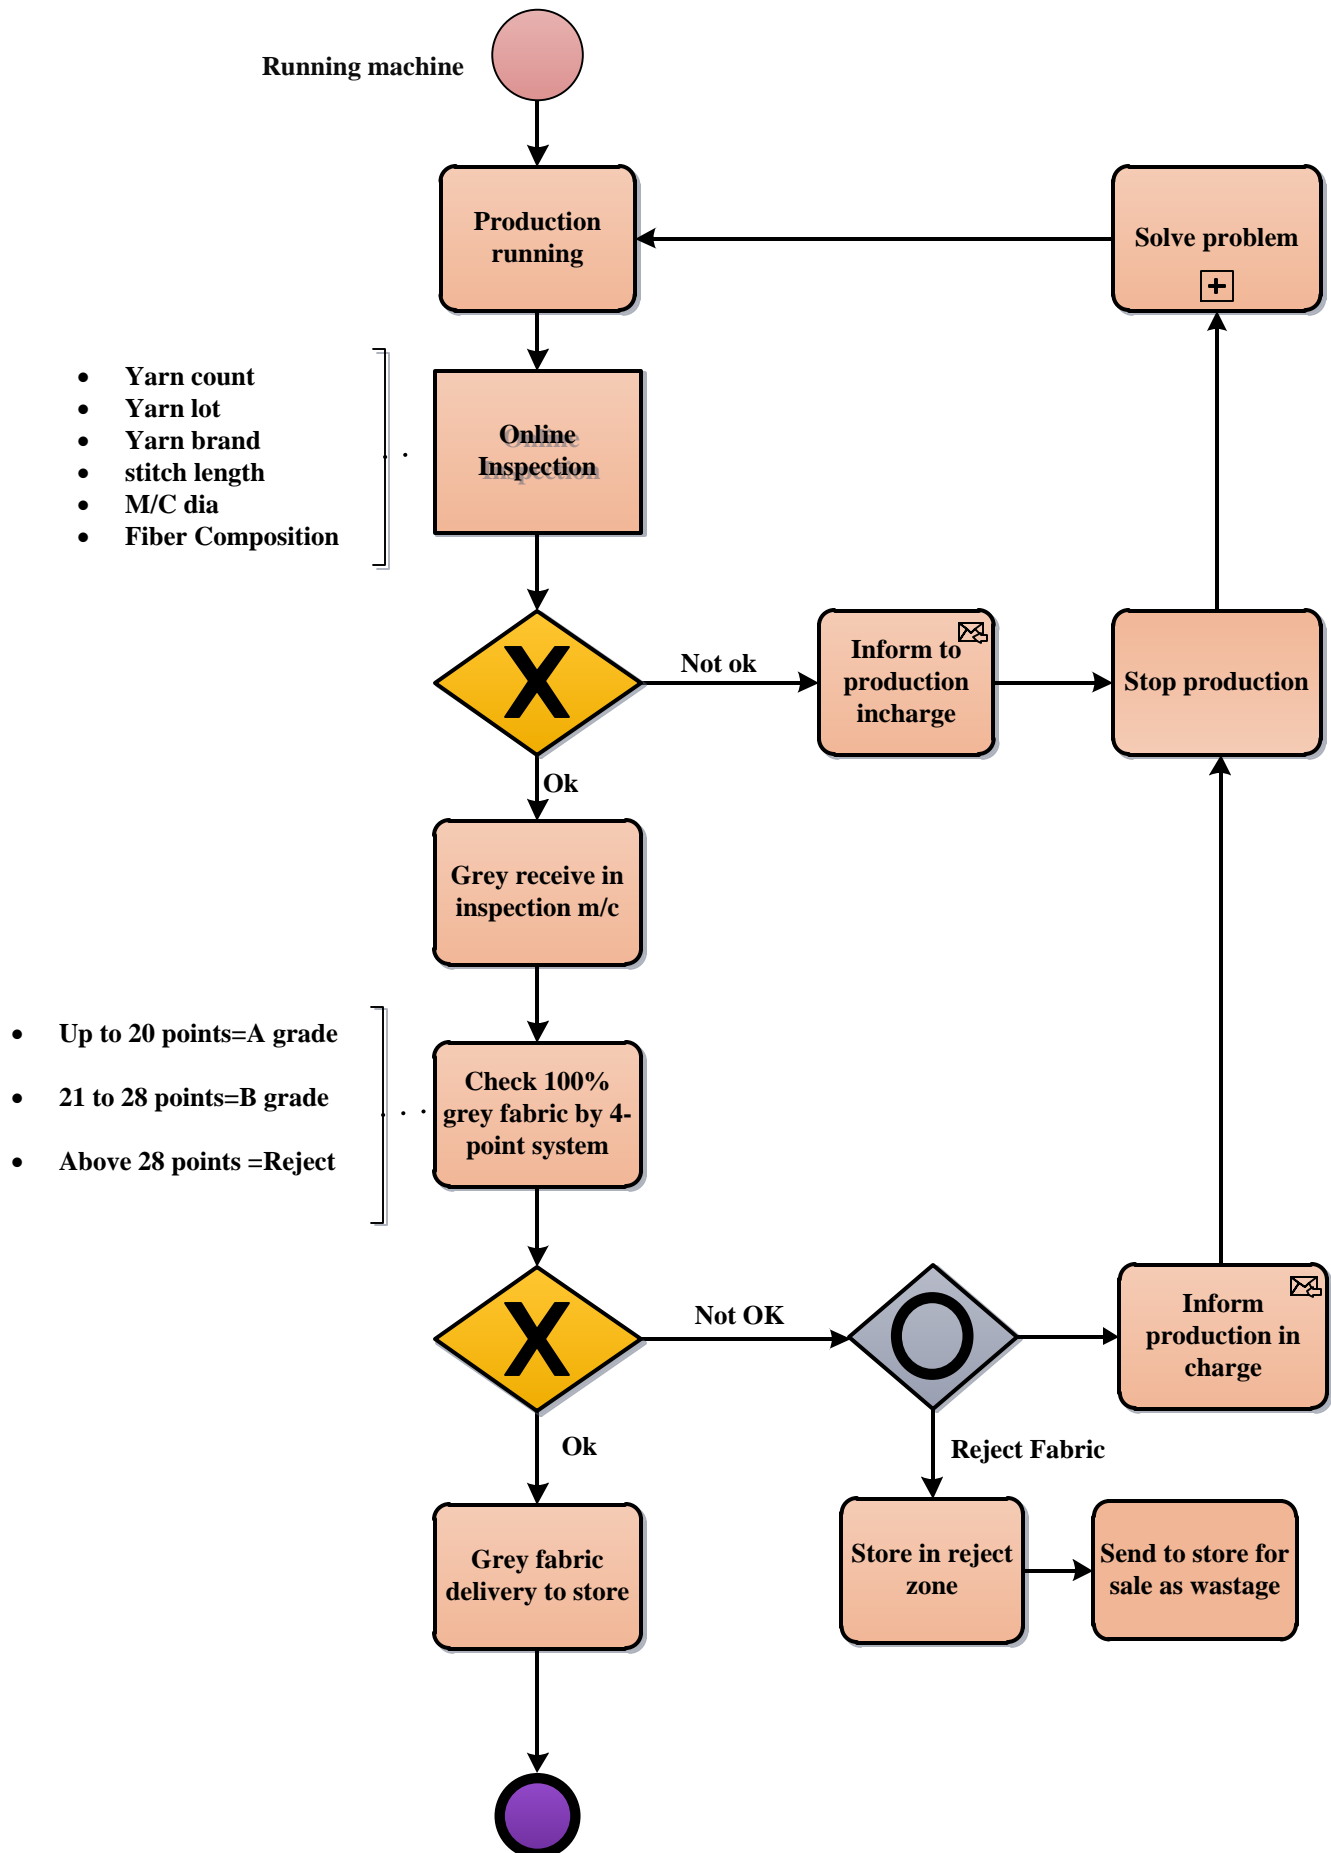 Running machine
Production
running
Solve problem
• Yarn count
• Yarn lot
• Yarn brand
• stitch length
• M/C dia
• Fiber Composition
Online
Inspection
X
Not ok
Inform to
production
incharge
Stop production
Ok
Grey receive in
inspection m/c
• Up to 20 points=A grade
• 21 to 28 points=B grade
• Above 28 points =Reject
Check 100%
grey fabric by 4-
point system
X
Not OK
Inform
production in
charge
Ok
Reject Fabric
Grey fabric
delivery to store
Store in reject
zone
Send to store for
sale as wastage